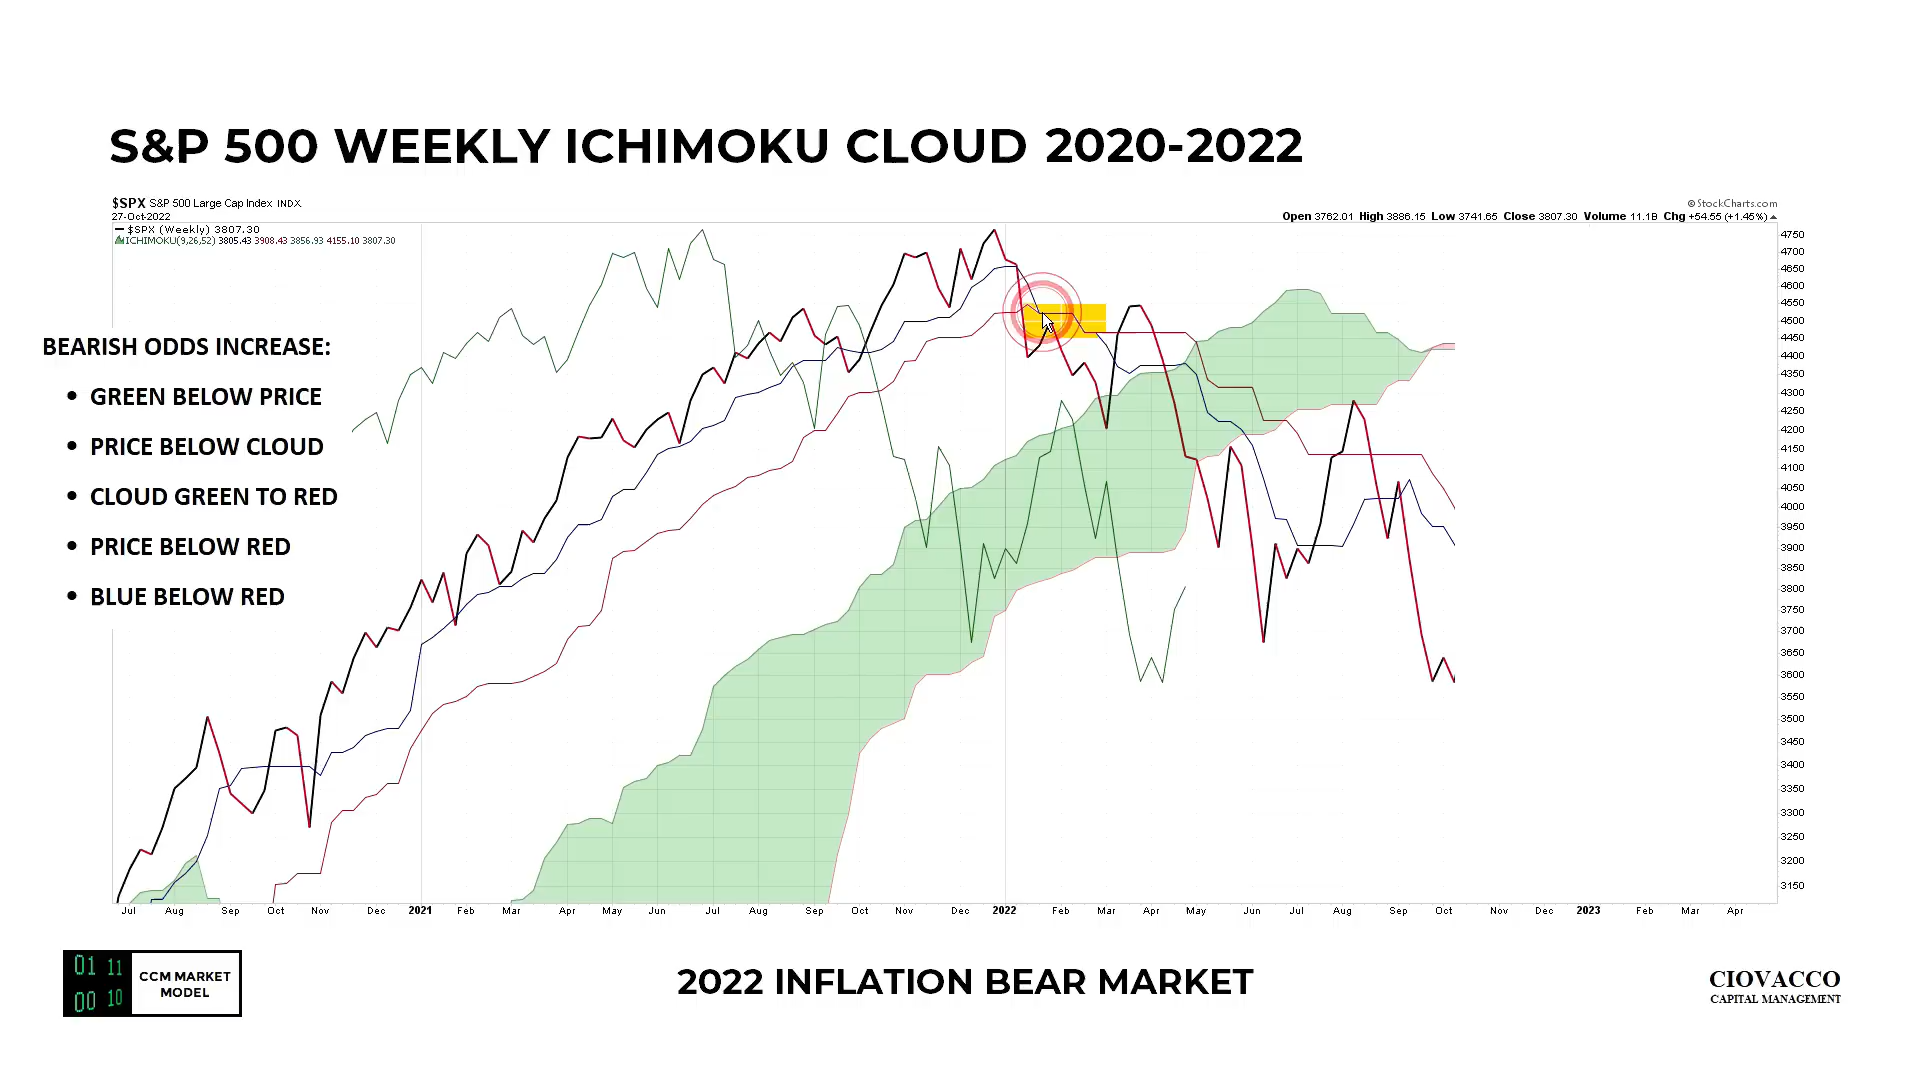 S&P 500 WEEKLY ICHIMOKU CLOUD 2020-2022
$SPX S&P 500 Large Cap Index INDX
© StockCharts.com
27-Oct-2022
Open 3762.01 High 3886.15 Low 3741.65 Close 3807.30 Volume 11.1B Chg +54.55 (+1.45%)
$SPX (Weekly) 3807.30
ICHIMOKU(9,26,52) 3805.43 3908.43 3856.93 4155.10 3807.30
4750
4700
4650
4600
4550
4500
4450
4400
4350
4300
4250
4200
4150
4100
4050
4000
3950
3900
3850
3800
3750
3700
3650
3600
3550
3500
3450
3400
3350
3300
3250
3200
3150
BEARISH ODDS INCREASE:
• GREEN BELOW PRICE
• PRICE BELOW CLOUD
• CLOUD GREEN TO RED
• PRICE BELOW RED
• BLUE BELOW RED
Jul Aug Sep Oct Nov Dec 2021 Feb Mar Apr May Jun Jul Aug Sep Oct Nov Dec 2022 Feb Mar Apr May Jun Jul Aug Sep Oct Nov Dec 2023 Feb Mar Apr
01 11
00 10
CCM MARKET
MODEL
2022 INFLATION BEAR MARKET
CIOVACCO
CAPITAL MANAGEMENT